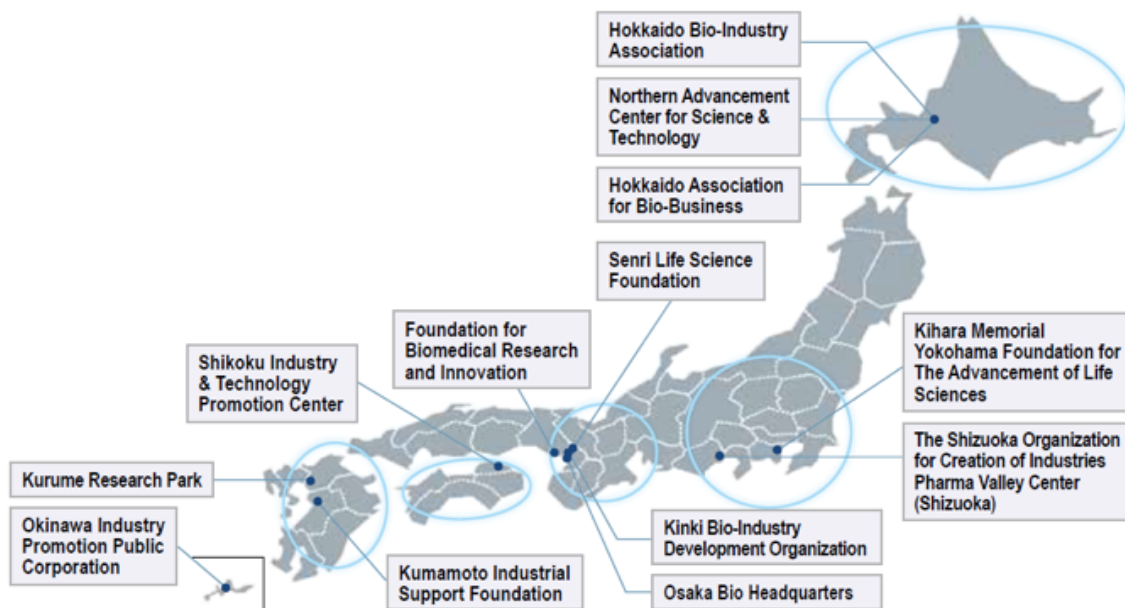 Hokkaido Bio-Industry
Association
Northern Advancement
Center for Science &
Technology
Hokkaido Association
for Bio-Business
Senri Life Science
Foundation
Foundation for
Biomedical Research
and Innovation
Shikoku Industry
& Technology
Promotion Center
Kihara Memorial
Yokohama Foundation for
The Advancement of Life
Sciences
The Shizuoka Organization
for Creation of Industries
Pharma Valley Center
(Shizuoka)
Kurume Research Park
Okinawa Industry
Promotion Public
Corporation
Kumamoto Industrial
Support Foundation
Kinki Bio-Industry
Development Organization
Osaka Bio Headquarters